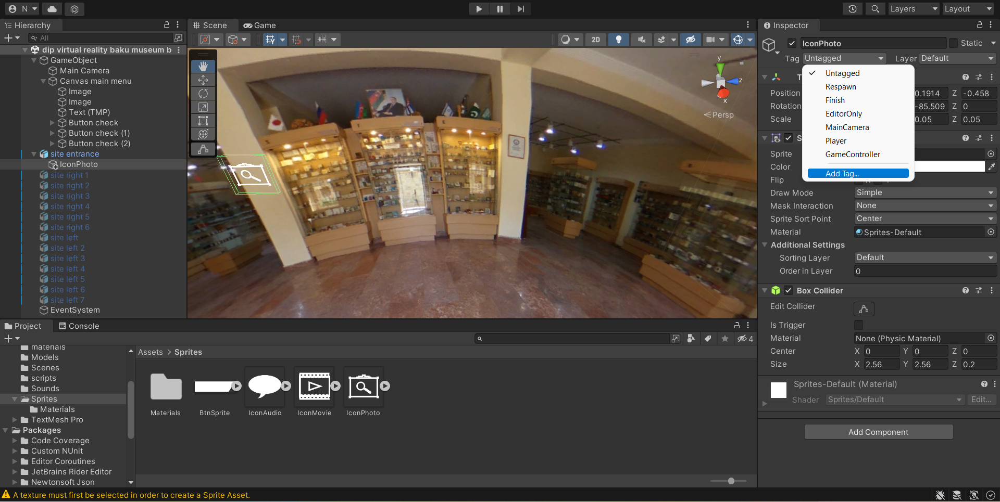 N
Layers
Layout
Hierarchy
All
dip virtual reality baku museum b
GameObject
Main Camera
Canvas main menu
Image
Image
Text (TMP)
Button check
Button check (1)
Button check (2)
site entrance
IconPhoto
site right 1
site right 2
site right 3
site right 4
site right 5
site right 6
site left
site left 2
site left 3
site left 4
site left 5
site left 6
site left 7
EventSystem
Scene
Game
2D
y
z
x
Persp
Inspector
IconPhoto
Static
Tag Untagged
Layer Default
Untagged
Respawn
Finish
EditorOnly
MainCamera
Player
GameController
Add Tag...
T
Position
0.1914 Z -0.458
Rotation
-85.509 Z 0
Scale
0.05 Z 0.05
S
Sprite
Color
Flip
Draw Mode Simple
Mask Interaction None
Sprite Sort Point Center
Material Sprites-Default
Additional Settings
Sorting Layer Default
Order in Layer 0
Box Collider
Edit Collider
Is Trigger
Material None (Physic Material)
Center X 0 Y 0 Z 0
Size X 2.56 Y 2.56 Z 0.2
Sprites-Default (Material)
Shader Sprites/Default Edit...
Add Component
Project
Console
4
materials
Models
Scenes
scripts
Sounds
Sprites
Materials
TextMesh Pro
Packages
Code Coverage
Custom NUnit
Editor Coroutines
JetBrains Rider Editor
Newtonsoft Json
Assets > Sprites
Materials
BtnSprite
IconAudio
IconMovie
IconPhoto
A texture must first be selected in order to create a Sprite Asset.